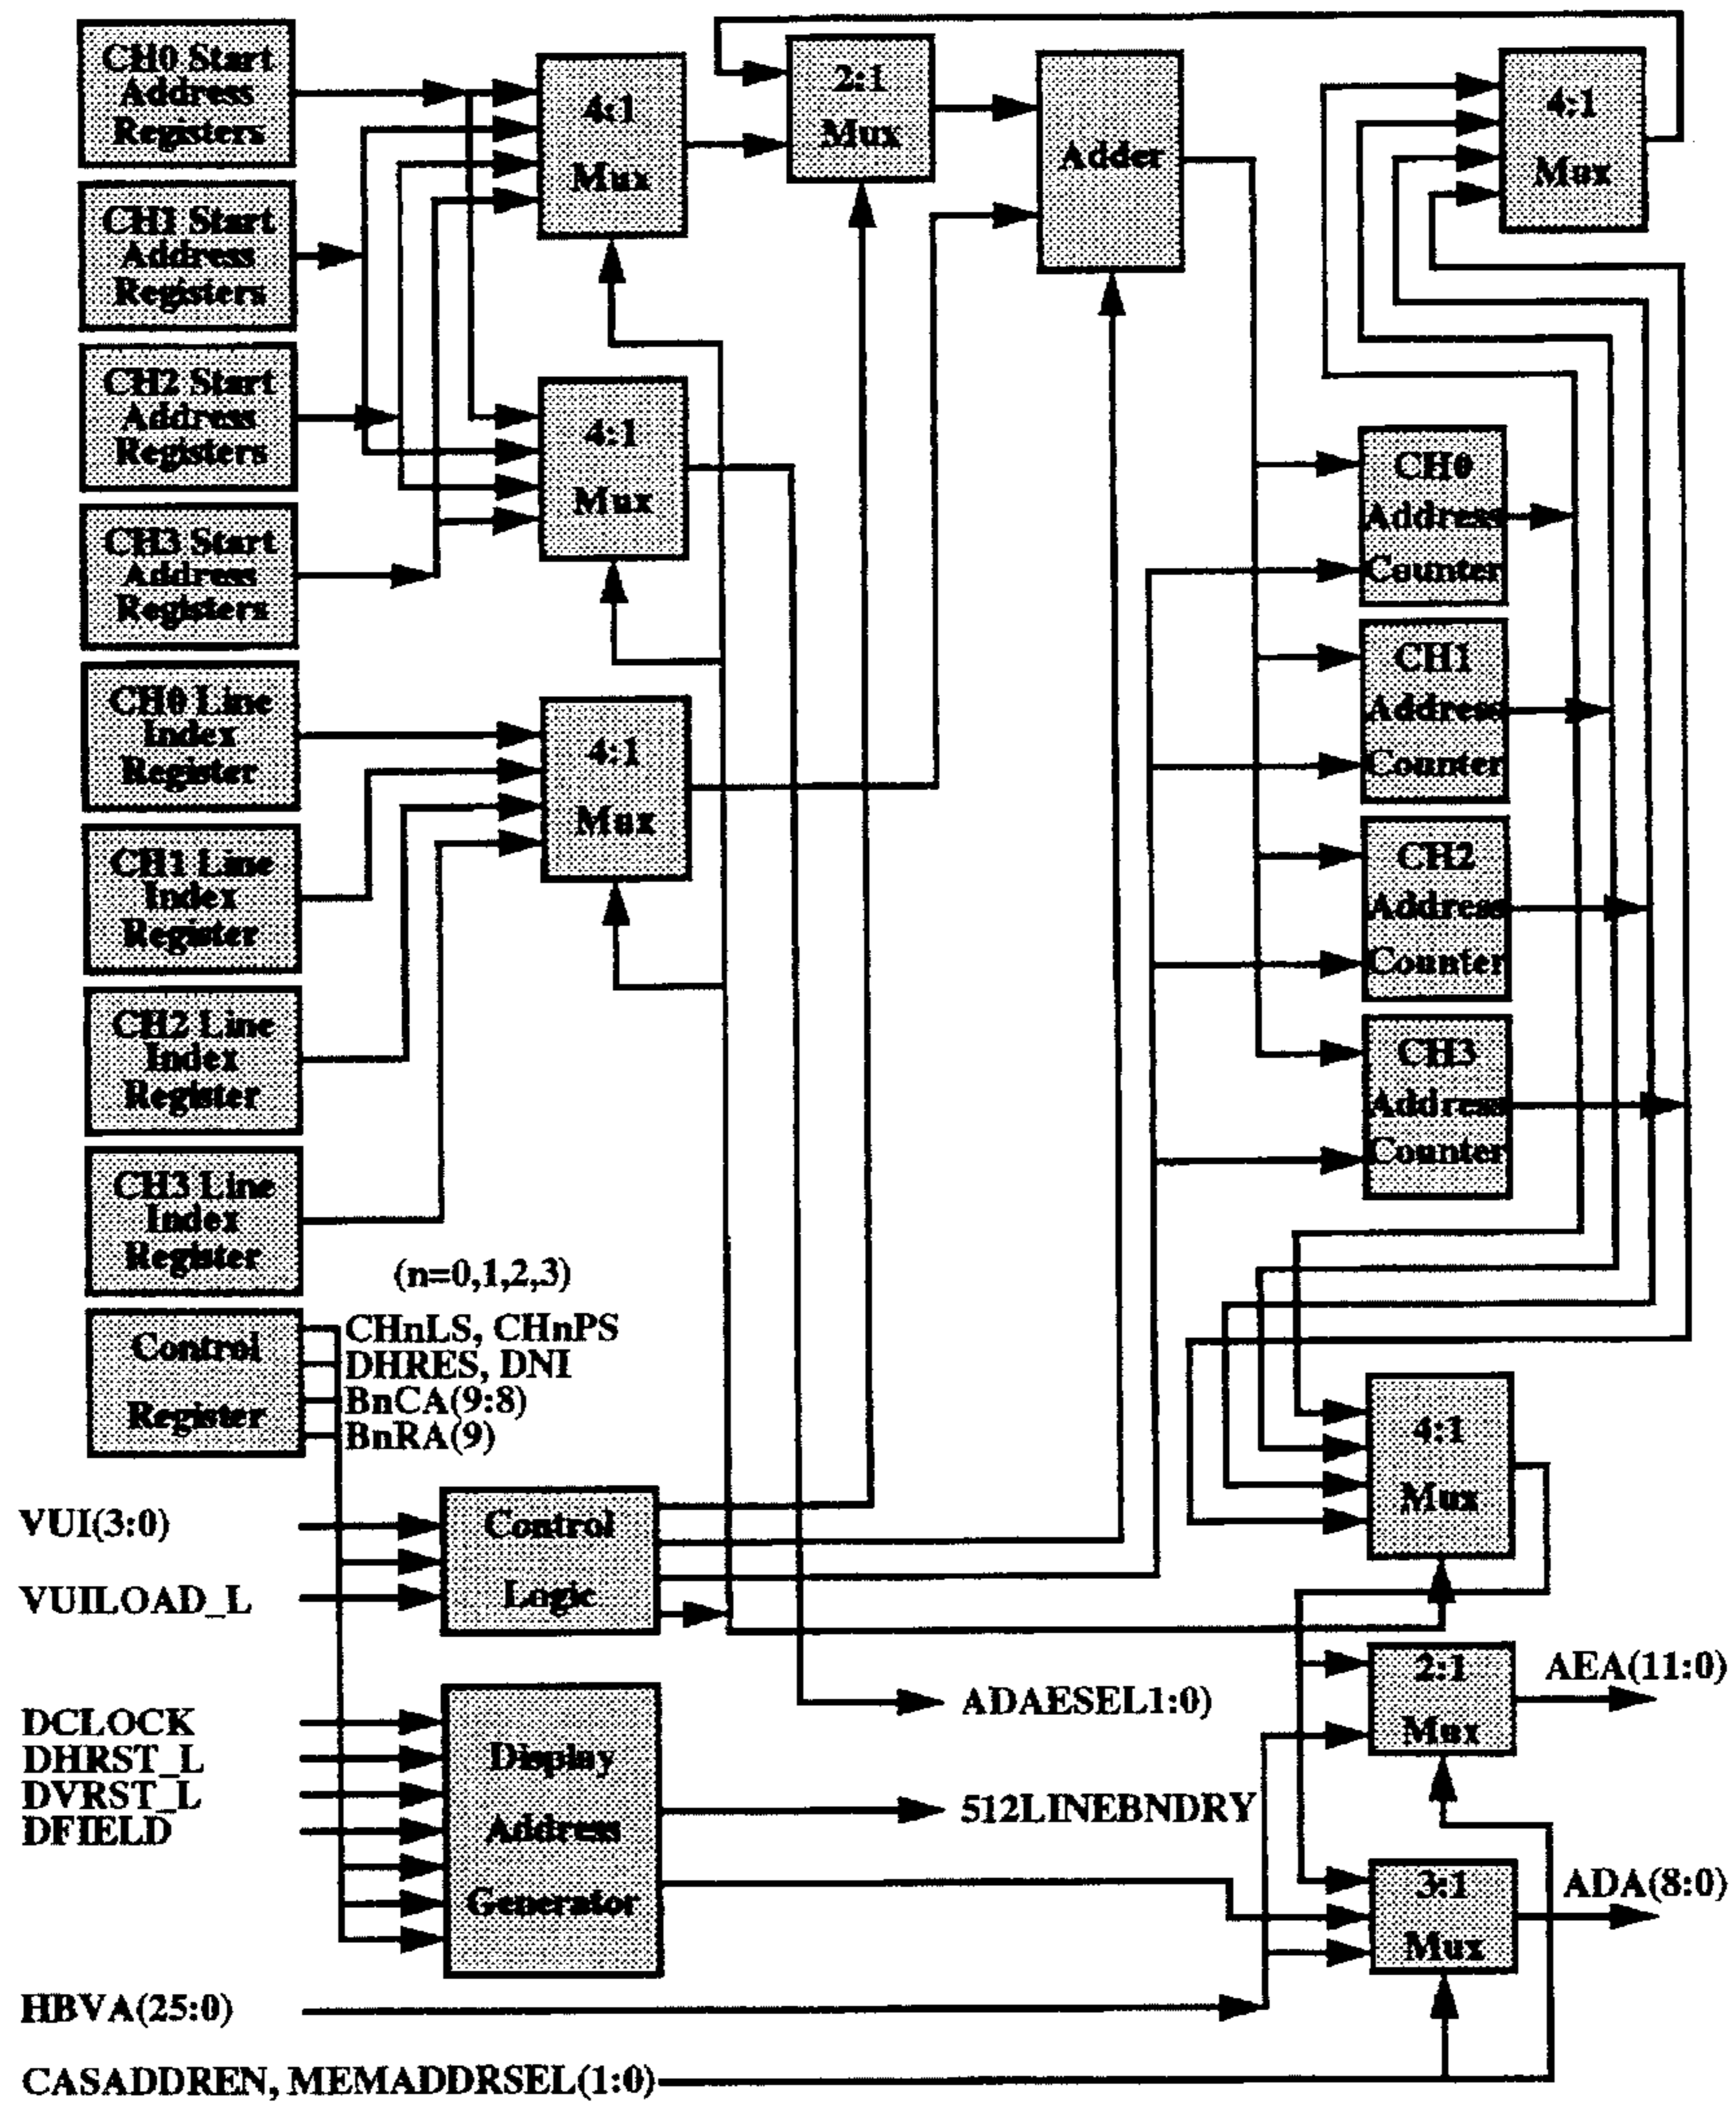 CH0 Start
Address
Registers
CH1 Start
Address
Registers
CH2 Start
Address
Registers
CH3 Start
Address
Registers
CH0 Line
Index
Register
CH1 Line
Index
Register
CH2 Line
Index
Register
CH3 Line
Index
Register
Control
Register
(n=0,1,2,3)
CHnLS, CHnPS
DHRES, DNI
BnCA(9:8)
BnRA(9)
4:1
Mux
4:1
Mux
4:1
Mux
2:1
Mux
Adder
4:1
Mux
CH0
Address
Counter
CH1
Address
Counter
CH2
Address
Counter
CH3
Address
Counter
4:1
Mux
VUI(3:0)
VUILOAD_L
Control
Logic
DCLOCK
DHRST_L
DVRST_L
DFIELD
Display
Address
Generator
ADAESEL1:0)
512LINEBNDRY
2:1
Mux
AEA(11:0)
3:1
Mux
ADA(8:0)
HBVA(25:0)
CASADDREN, MEMADDRSEL(1:0)